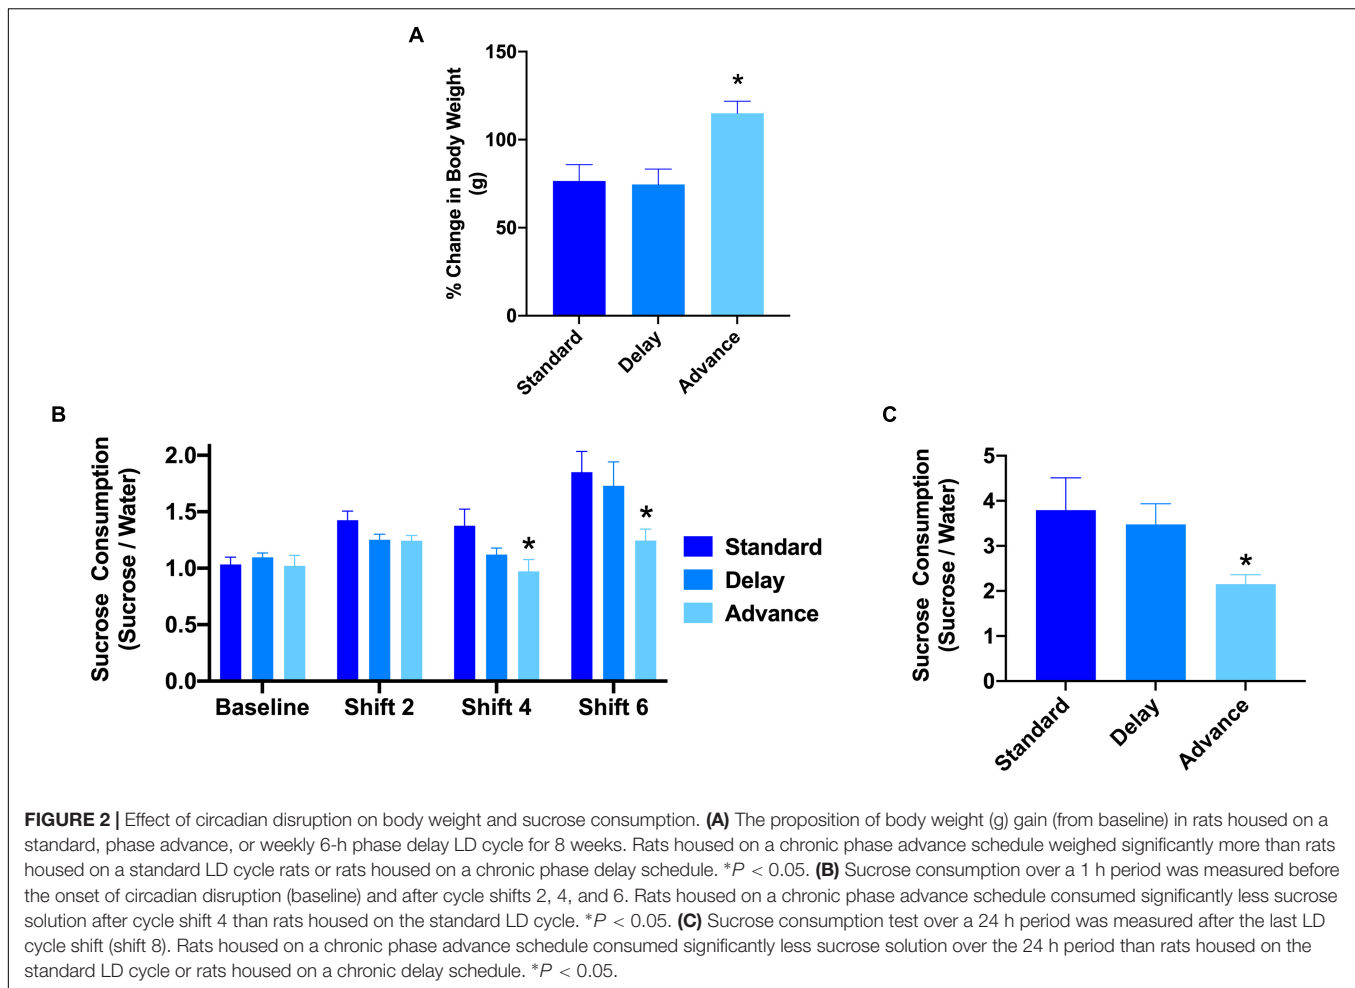 A
% Change in Body Weight
(g)
150
100
50
0
*
Standard
Delay
Advance
B
Sucrose Consumption
(Sucrose / Water)
2.0
1.5
1.0
0.5
0.0
*
*
Baseline
Shift 2
Shift 4
Shift 6
Standard
Delay
Advance
C
Sucrose Consumption
(Sucrose / Water)
5
4
3
2
1
0
*
Standard
Delay
Advance
FIGURE 2 | Effect of circadian disruption on body weight and sucrose consumption. (A) The proposition of body weight (g) gain (from baseline) in rats housed on a
standard, phase advance, or weekly 6-h phase delay LD cycle for 8 weeks. Rats housed on a chronic phase advance schedule weighed significantly more than rats
housed on a standard LD cycle rats or rats housed on a chronic phase delay schedule. *P < 0.05. (B) Sucrose consumption over a 1 h period was measured before
the onset of circadian disruption (baseline) and after cycle shifts 2, 4, and 6. Rats housed on a chronic phase advance schedule consumed significantly less sucrose
solution after cycle shift 4 than rats housed on the standard LD cycle. *P < 0.05. (C) Sucrose consumption test over a 24 h period was measured after the last LD
cycle shift (shift 8). Rats housed on a chronic phase advance schedule consumed significantly less sucrose solution over the 24 h period than rats housed on the
standard LD cycle or rats housed on a chronic delay schedule. *P < 0.05.